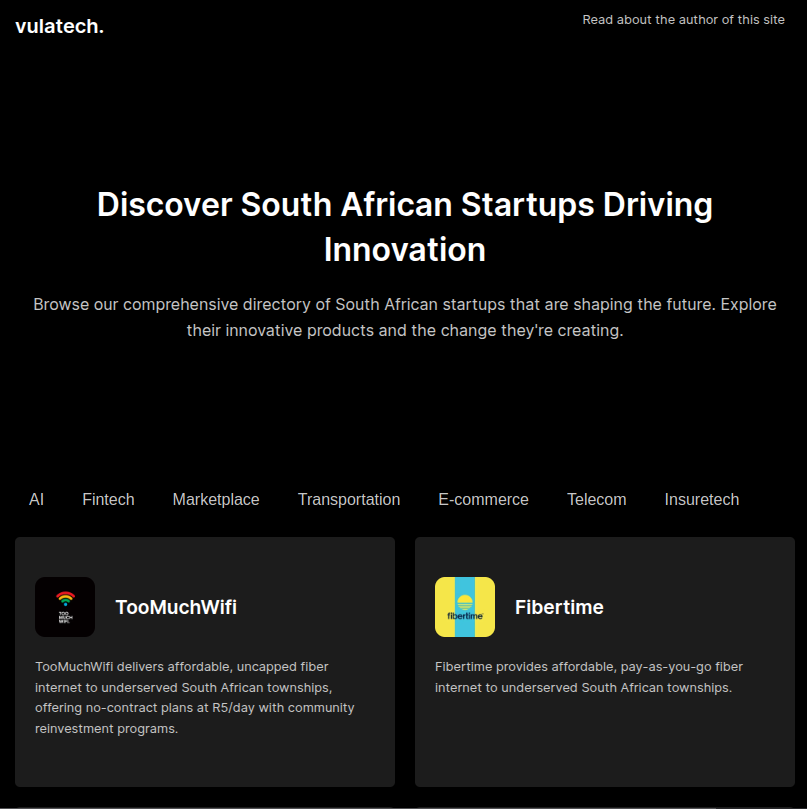 vulatech.
Read about the author of this site
Discover South African Startups Driving
Innovation
Browse our comprehensive directory of South African startups that are shaping the future. Explore
their innovative products and the change they're creating.
AI Fintech Marketplace Transportation E-commerce Telecom Insuretech
TOO
MUCH
WIFI.
TooMuchWifi
TooMuchWifi delivers affordable, uncapped fiber
internet to underserved South African townships,
offering no-contract plans at R5/day with community
reinvestment programs.
fibertime
Fibertime
Fibertime provides affordable, pay-as-you-go fiber
internet to underserved South African townships.